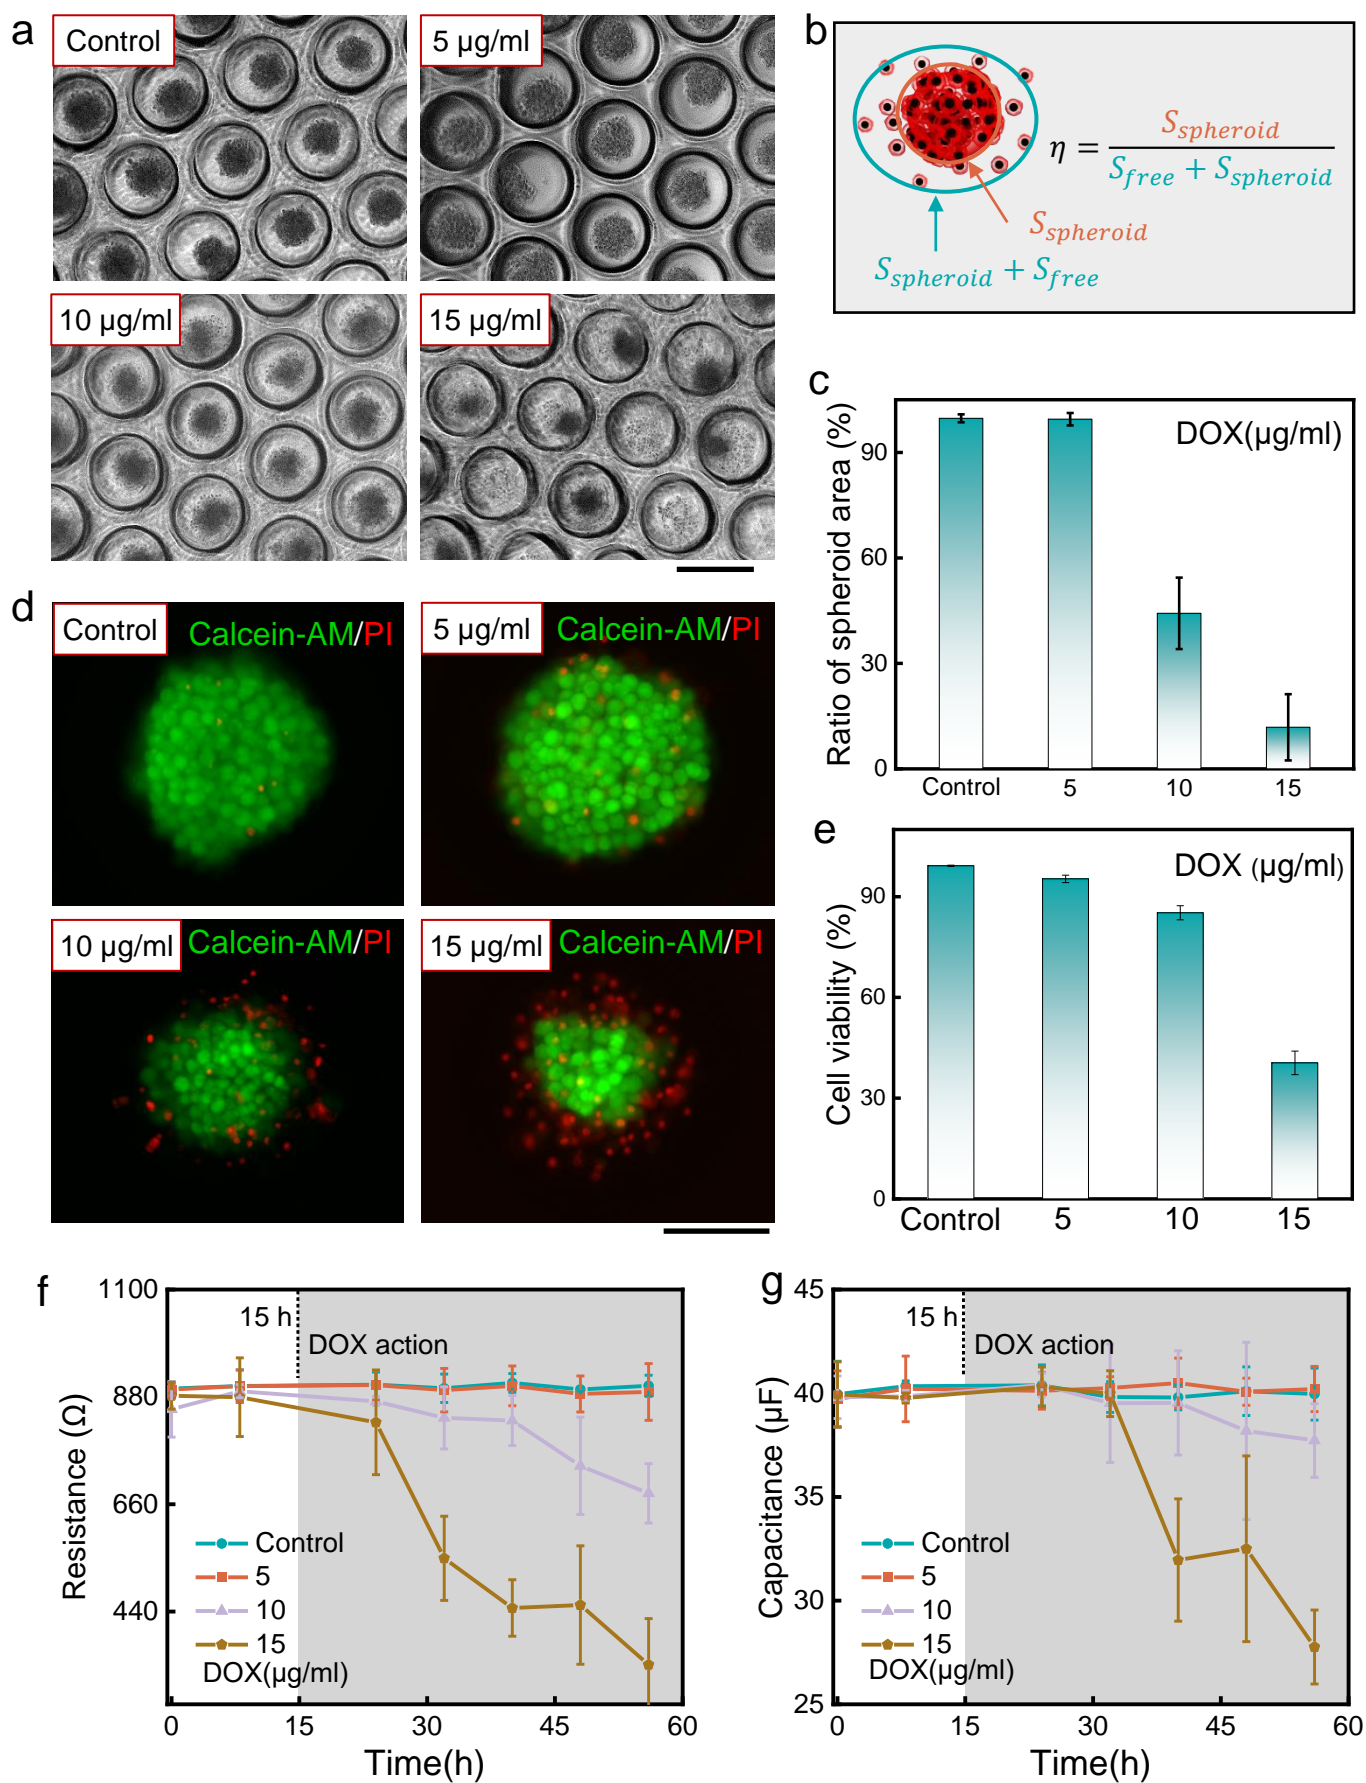 a
Control
5 µg/ml
10 µg/ml
15 µg/ml
b
η = S_spheroid / (S_free + S_spheroid)
S_spheroid
S_spheroid + S_free
c
DOX(µg/ml)
Ratio of spheroid area (%)
90
60
30
0
Control 5 10 15
d
Control
Calcein-AM/PI
5 µg/ml
Calcein-AM/PI
10 µg/ml
Calcein-AM/PI
15 µg/ml
Calcein-AM/PI
e
DOX (µg/ml)
Cell viability (%)
90
60
30
0
Control 5 10 15
f
1100
880
660
440
Resistance (Ω)
15 h
DOX action
Control
5
10
15
DOX(µg/ml)
0 15 30 45 60
Time(h)
g
45
40
35
30
25
Capacitance (µF)
15 h
DOX action
Control
5
10
15
DOX(µg/ml)
0 15 30 45 60
Time(h)